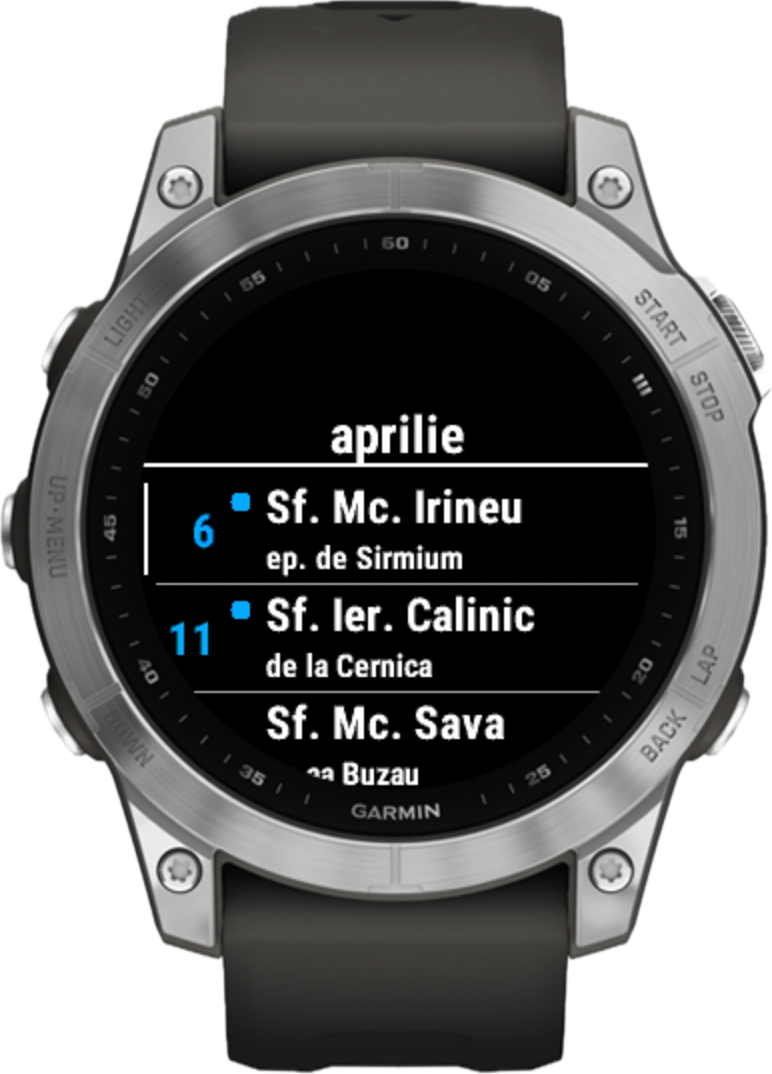 60
55
05
LIGHT
START
50
STOP
aprilie
UP·MENU
45
15
6
Sf. Mc. Irineu
ep. de Sirmium
11
Sf. Ier. Calinic
de la Cernica
40
20
LAP
Sf. Mc. Sava
Buzau
DOWN
BACK
35
25
GARMIN